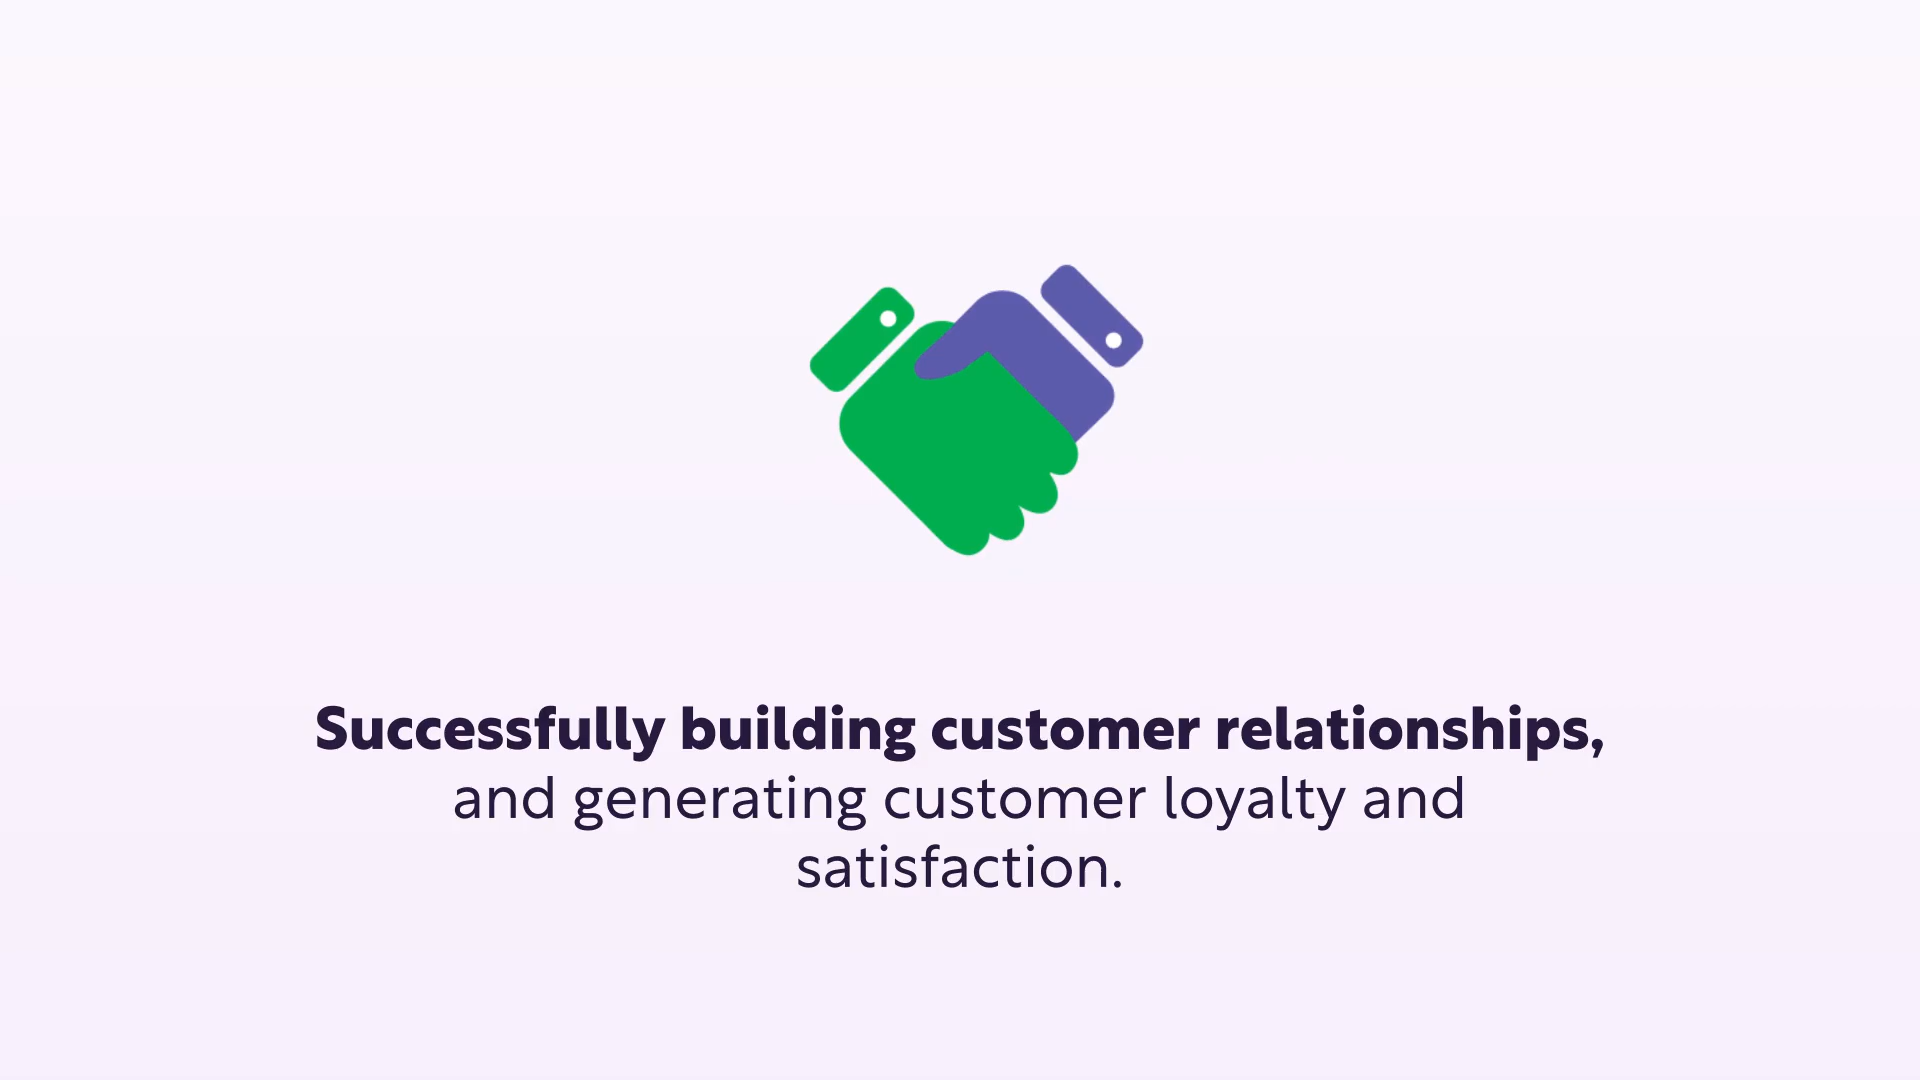 Successfully building customer relationships,
and generating customer loyalty and
satisfaction.